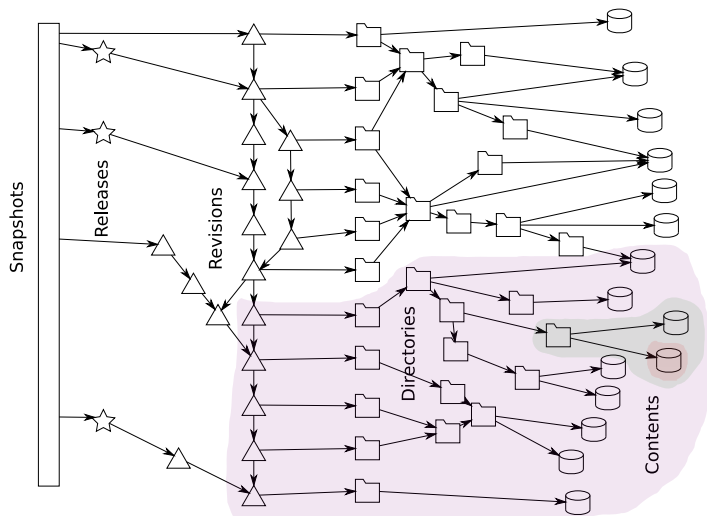 Snapshots
Releases
Revisions
Directories
Contents